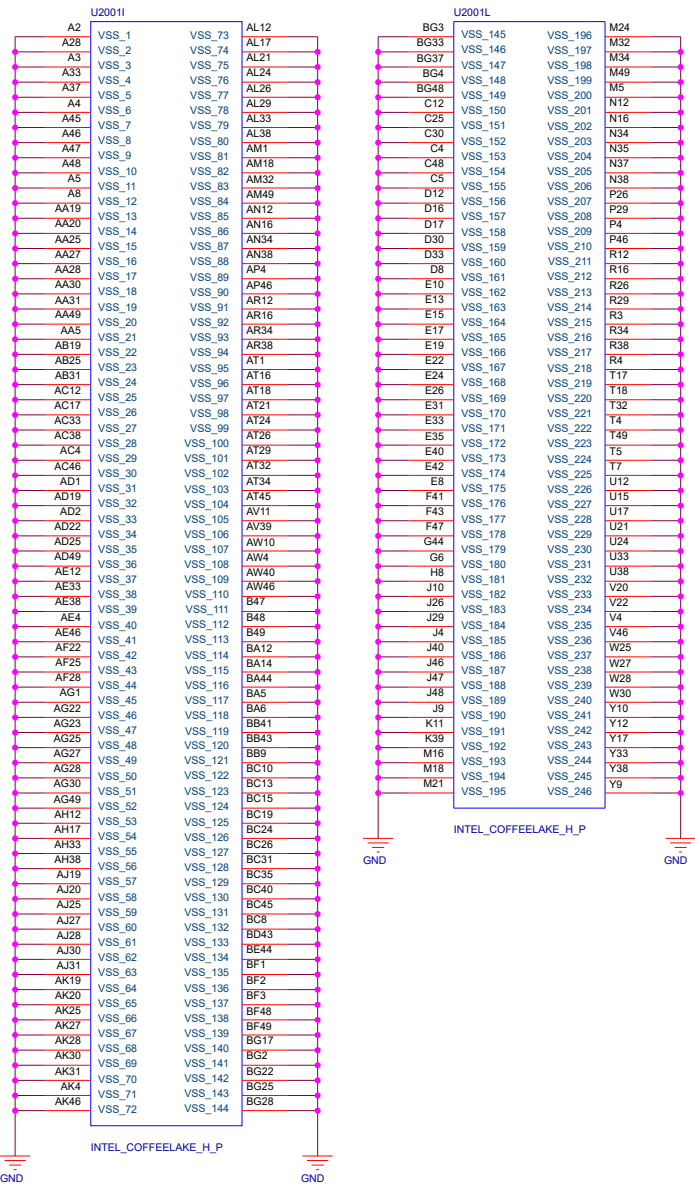 U2001I
A2 VSS_1 VSS_73 AL12
A28 VSS_2 VSS_74 AL17
A3 VSS_3 VSS_75 AL21
A33 VSS_4 VSS_76 AL24
A37 VSS_5 VSS_77 AL26
A4 VSS_6 VSS_78 AL29
A45 VSS_7 VSS_79 AL33
A46 VSS_8 VSS_80 AL38
A47 VSS_9 VSS_81 AM1
A48 VSS_10 VSS_82 AM18
A5 VSS_11 VSS_83 AM32
A8 VSS_12 VSS_84 AM49
AA19 VSS_13 VSS_85 AN12
AA20 VSS_14 VSS_86 AN16
AA25 VSS_15 VSS_87 AN34
AA27 VSS_16 VSS_88 AN38
AA28 VSS_17 VSS_89 AP4
AA30 VSS_18 VSS_90 AP46
AA31 VSS_19 VSS_91 AR12
AA49 VSS_20 VSS_92 AR16
AA5 VSS_21 VSS_93 AR34
AB19 VSS_22 VSS_94 AR38
AB25 VSS_23 VSS_95 AT1
AB31 VSS_24 VSS_96 AT16
AC12 VSS_25 VSS_97 AT18
AC17 VSS_26 VSS_98 AT21
AC33 VSS_27 VSS_99 AT24
AC38 VSS_28 VSS_100 AT26
AC4 VSS_29 VSS_101 AT29
AC46 VSS_30 VSS_102 AT32
AD1 VSS_31 VSS_103 AT34
AD19 VSS_32 VSS_104 AT45
AD2 VSS_33 VSS_105 AV11
AD22 VSS_34 VSS_106 AV39
AD25 VSS_35 VSS_107 AW10
AD49 VSS_36 VSS_108 AW4
AE12 VSS_37 VSS_109 AW40
AE33 VSS_38 VSS_110 AW46
AE38 VSS_39 VSS_111 B47
AE4 VSS_40 VSS_112 B48
AE46 VSS_41 VSS_113 B49
AF22 VSS_42 VSS_114 BA12
AF25 VSS_43 VSS_115 BA14
AF28 VSS_44 VSS_116 BA44
AG1 VSS_45 VSS_117 BA5
AG22 VSS_46 VSS_118 BA6
AG23 VSS_47 VSS_119 BB41
AG25 VSS_48 VSS_120 BB43
AG27 VSS_49 VSS_121 BB9
AG28 VSS_50 VSS_122 BC10
AG30 VSS_51 VSS_123 BC13
AG49 VSS_52 VSS_124 BC15
AH12 VSS_53 VSS_125 BC19
AH17 VSS_54 VSS_126 BC24
AH33 VSS_55 VSS_127 BC26
AH38 VSS_56 VSS_128 BC31
AJ19 VSS_57 VSS_129 BC35
AJ20 VSS_58 VSS_130 BC40
AJ25 VSS_59 VSS_131 BC45
AJ27 VSS_60 VSS_132 BC8
AJ28 VSS_61 VSS_133 BD43
AJ30 VSS_62 VSS_134 BE44
AJ31 VSS_63 VSS_135 BF1
AK19 VSS_64 VSS_136 BF2
AK20 VSS_65 VSS_137 BF3
AK25 VSS_66 VSS_138 BF48
AK27 VSS_67 VSS_139 BF49
AK28 VSS_68 VSS_140 BG17
AK30 VSS_69 VSS_141 BG2
AK31 VSS_70 VSS_142 BG22
AK4 VSS_71 VSS_143 BG25
AK46 VSS_72 VSS_144 BG28
INTEL_COFFEELAKE_H_P
GND GND
U2001L
BG3 VSS_145 VSS_196 M24
BG33 VSS_146 VSS_197 M32
BG37 VSS_147 VSS_198 M34
BG4 VSS_148 VSS_199 M49
BG48 VSS_149 VSS_200 M5
C12 VSS_150 VSS_201 N12
C25 VSS_151 VSS_202 N16
C30 VSS_152 VSS_203 N34
C4 VSS_153 VSS_204 N35
C48 VSS_154 VSS_205 N37
C5 VSS_155 VSS_206 N38
D12 VSS_156 VSS_207 P26
D16 VSS_157 VSS_208 P29
D17 VSS_158 VSS_209 P4
D30 VSS_159 VSS_210 P46
D33 VSS_160 VSS_211 R12
D8 VSS_161 VSS_212 R16
E10 VSS_162 VSS_213 R26
E13 VSS_163 VSS_214 R29
E15 VSS_164 VSS_215 R3
E17 VSS_165 VSS_216 R34
E19 VSS_166 VSS_217 R38
E22 VSS_167 VSS_218 R4
E24 VSS_168 VSS_219 T17
E26 VSS_169 VSS_220 T18
E31 VSS_170 VSS_221 T32
E33 VSS_171 VSS_222 T4
E35 VSS_172 VSS_223 T49
E40 VSS_173 VSS_224 T5
E42 VSS_174 VSS_225 T7
E8 VSS_175 VSS_226 U12
F41 VSS_176 VSS_227 U15
F43 VSS_177 VSS_228 U17
F47 VSS_178 VSS_229 U21
G44 VSS_179 VSS_230 U24
G6 VSS_180 VSS_231 U33
H8 VSS_181 VSS_232 U38
J10 VSS_182 VSS_233 V20
J26 VSS_183 VSS_234 V22
J29 VSS_184 VSS_235 V4
J4 VSS_185 VSS_236 V46
J40 VSS_186 VSS_237 W25
J46 VSS_187 VSS_238 W27
J47 VSS_188 VSS_239 W28
J48 VSS_189 VSS_240 W30
J9 VSS_190 VSS_241 Y10
K11 VSS_191 VSS_242 Y12
K39 VSS_192 VSS_243 Y17
M16 VSS_193 VSS_244 Y33
M18 VSS_194 VSS_245 Y38
M21 VSS_195 VSS_246 Y9
INTEL_COFFEELAKE_H_P
GND GND